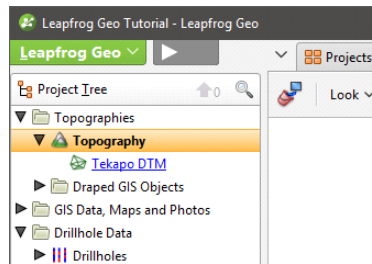 Leapfrog Geo Tutorial - Leapfrog Geo
Leapfrog Geo
Projects
Project Tree
0
Look
Topographies
Topography
Tekapo DTM
Draped GIS Objects
GIS Data, Maps and Photos
Drillhole Data
Drillholes